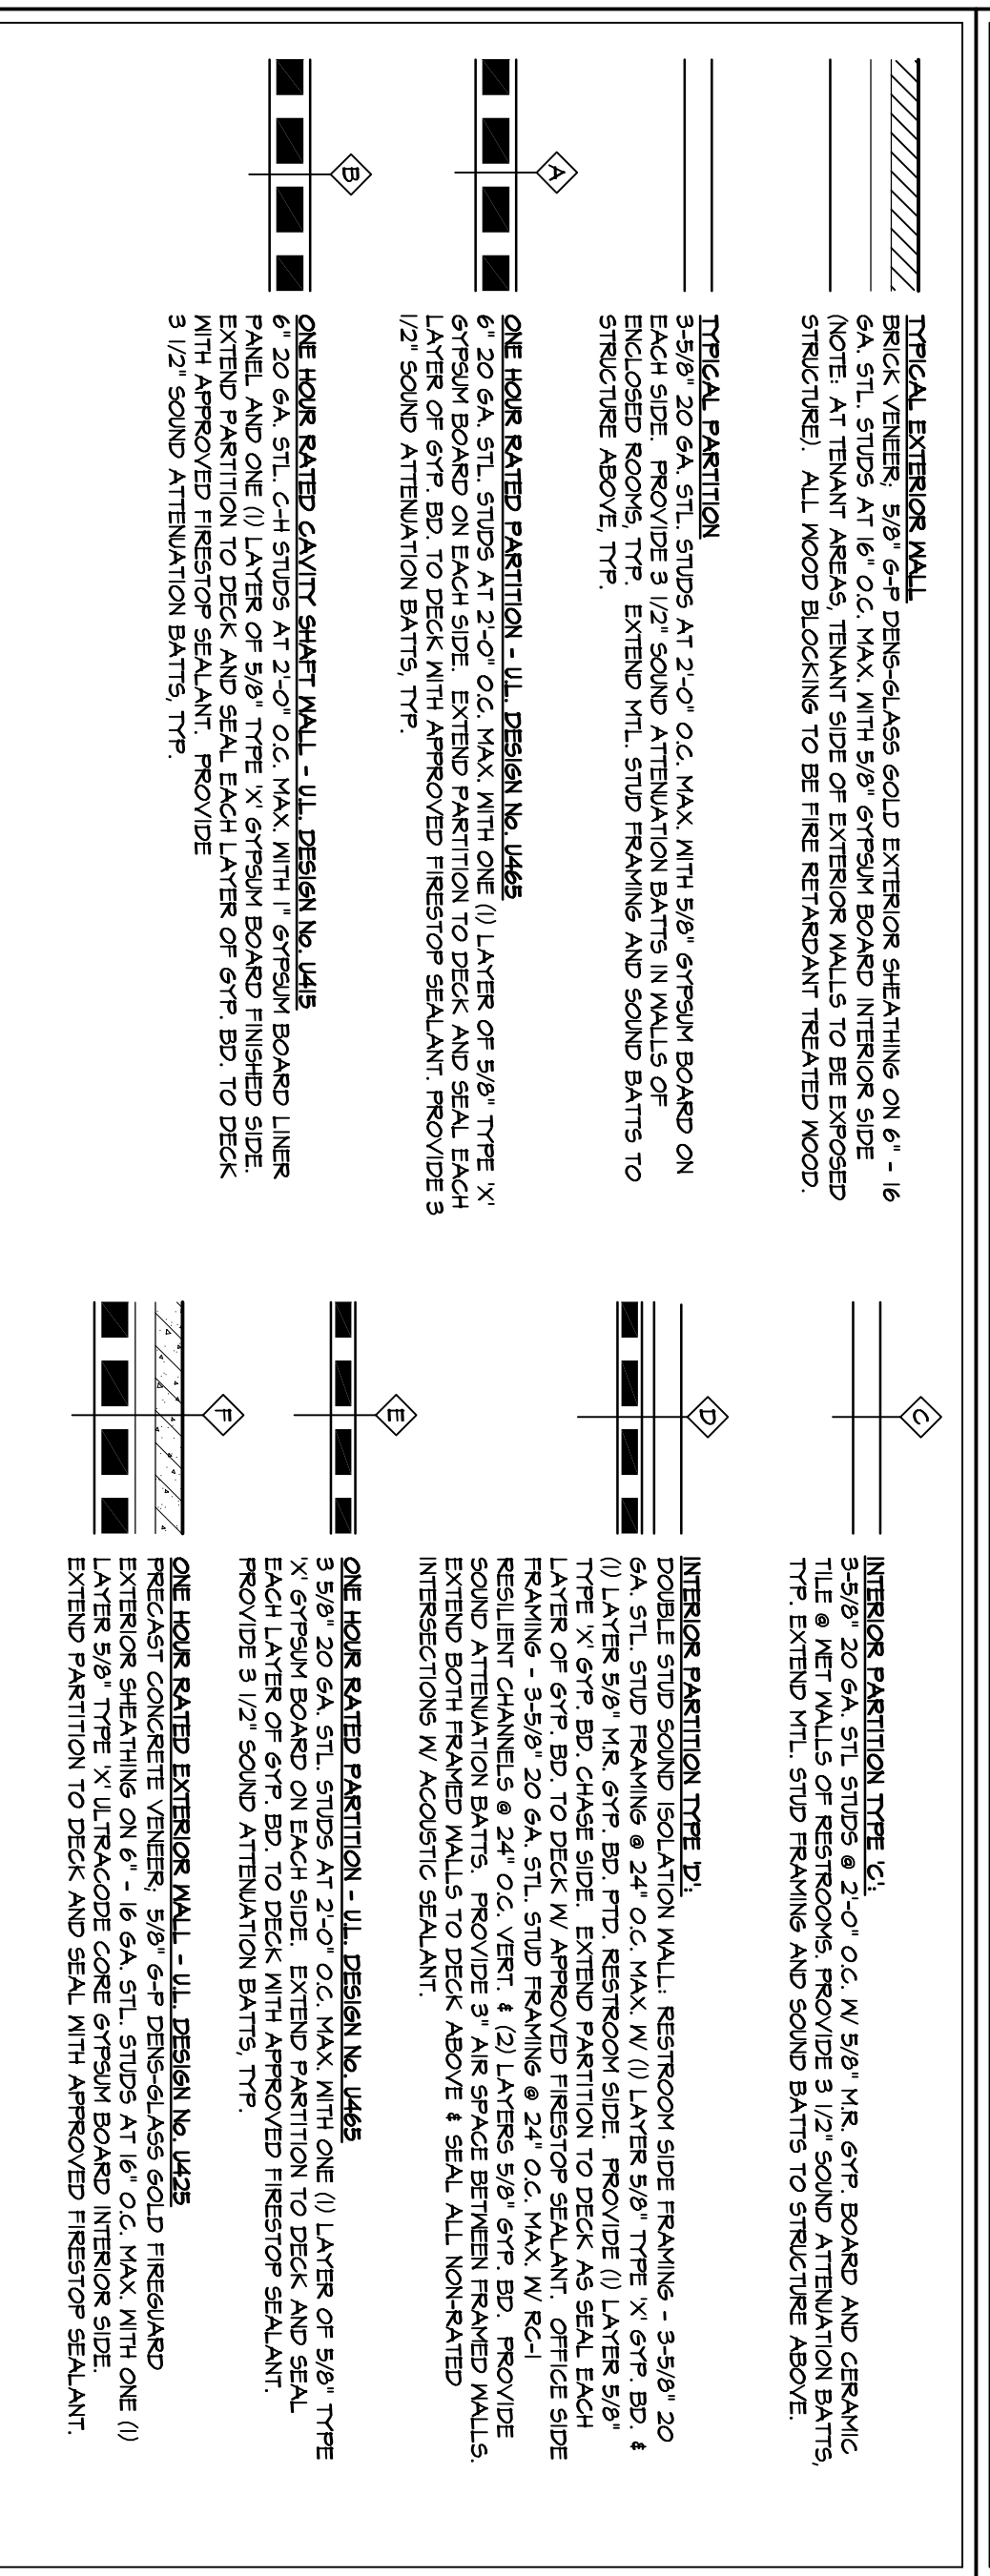 TYPICAL EXTERIOR WALL
BRICK VENEER; 5/8" G-P DENS-GLASS GOLD EXTERIOR SHEATHING ON 6" - 16
GA. STL. STUDS AT 16" O.C. MAX. WITH 5/8" GYPSUM BOARD INTERIOR SIDE
(NOTE: AT TENANT AREAS, TENANT SIDE OF EXTERIOR WALLS TO BE EXPOSED
STRUCTURE). ALL WOOD BLOCKING TO BE FIRE RETARDANT TREATED WOOD.
TYPICAL PARTITION
3-5/8" 20 GA. STL. STUDS AT 2'-0" O.C. MAX. WITH 5/8" GYPSUM BOARD ON
EACH SIDE. PROVIDE 3 1/2" SOUND ATTENUATION BATTS IN WALLS OF
ENCLOSED ROOMS, TYP. EXTEND MTL. STUD FRAMING AND SOUND BATTS TO
STRUCTURE ABOVE, TYP.
A
ONE HOUR RATED PARTITION - U.L. DESIGN No. U465
6" 20 GA. STL. STUDS AT 2'-0" O.C. MAX. WITH ONE (1) LAYER OF 5/8" TYPE 'X'
GYPSUM BOARD ON EACH SIDE. EXTEND PARTITION TO DECK AND SEAL EACH
LAYER OF GYP. BD. TO DECK WITH APPROVED FIRESTOP SEALANT. PROVIDE 3
1/2" SOUND ATTENUATION BATTS, TYP.
B
ONE HOUR RATED CAVITY SHAFT WALL - U.L. DESIGN No. U415
6" 20 GA. STL. C-H STUDS AT 2'-0" O.C. MAX. WITH 1" GYPSUM BOARD LINER
PANEL AND ONE (1) LAYER OF 5/8" TYPE 'X' GYPSUM BOARD FINISHED SIDE.
EXTEND PARTITION TO DECK AND SEAL EACH LAYER OF GYP. BD. TO DECK
WITH APPROVED FIRESTOP SEALANT. PROVIDE
3 1/2" SOUND ATTENUATION BATTS, TYP.
C
INTERIOR PARTITION TYPE 'C':
3-5/8" 20 GA. STL STUDS @ 2'-0" O.C. W/ 5/8" M.R. GYP. BOARD AND CERAMIC
TILE @ WET WALLS OF RESTROOMS. PROVIDE 3 1/2" SOUND ATTENUATION BATTS,
TYP. EXTEND MTL. STUD FRAMING AND SOUND BATTS TO STRUCTURE ABOVE.
D
INTERIOR PARTITION TYPE 'D':
DOUBLE STUD SOUND ISOLATION WALL: RESTROOM SIDE FRAMING - 3-5/8" 20
GA. STL. STUD FRAMING @ 24" O.C. MAX. W/ (1) LAYER 5/8" TYPE 'X' GYP. BD. &
(1) LAYER 5/8" M.R. GYP. BD. PTD. RESTROOM SIDE. PROVIDE (1) LAYER 5/8"
TYPE 'X' GYP. BD. CHASE SIDE. EXTEND PARTITION TO DECK AS SEAL EACH
LAYER OF GYP. BD. TO DECK W/ APPROVED FIRESTOP SEALANT. OFFICE SIDE
FRAMING - 3-5/8" 20 GA. STL. STUD FRAMING @ 24" O.C. MAX. W/ RC-1
RESILIENT CHANNELS @ 24" O.C. VERT. & (2) LAYERS 5/8" GYP. BD. PROVIDE
SOUND ATTENUATION BATTS. PROVIDE 3" AIR SPACE BETWEEN FRAMED WALLS.
EXTEND BOTH FRAMED WALLS TO DECK ABOVE & SEAL ALL NON-RATED
INTERSECTIONS W/ ACOUSTIC SEALANT.
E
ONE HOUR RATED PARTITION - U.L. DESIGN No. U465
3 5/8" 20 GA. STL. STUDS AT 2'-0" O.C. MAX. WITH ONE (1) LAYER OF 5/8" TYPE
'X' GYPSUM BOARD ON EACH SIDE. EXTEND PARTITION TO DECK AND SEAL
EACH LAYER OF GYP. BD. TO DECK WITH APPROVED FIRESTOP SEALANT.
PROVIDE 3 1/2" SOUND ATTENUATION BATTS, TYP.
F
ONE HOUR RATED EXTERIOR WALL - U.L. DESIGN No. U425
PRECAST CONCRETE VENEER; 5/8" G-P DENS-GLASS GOLD FIREGUARD
EXTERIOR SHEATHING ON 6" - 16 GA. STL. STUDS AT 16" O.C. MAX. WITH ONE (1)
LAYER 5/8" TYPE 'X' ULTRACODE CORE GYPSUM BOARD INTERIOR SIDE.
EXTEND PARTITION TO DECK AND SEAL WITH APPROVED FIRESTOP SEALANT.